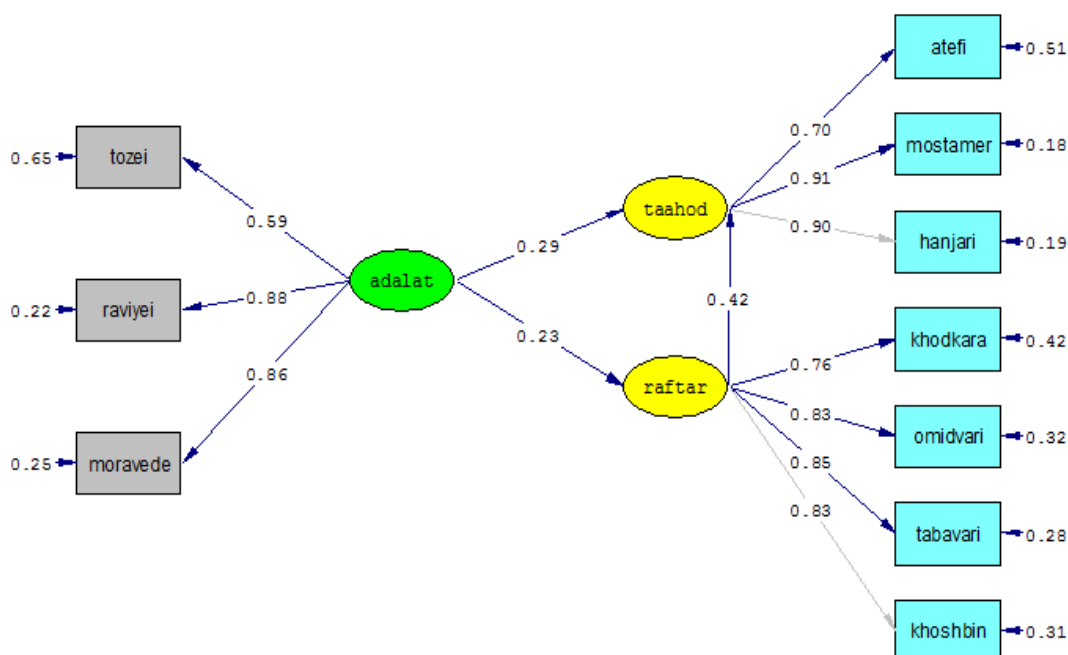 atefi
0.51
0.70
mostamer
0.18
0.91
hanjari
0.19
0.90
tozei
0.65
0.59
raviyei
0.22
0.88
moravede
0.25
0.86
adalat
0.29
0.23
taahod
0.42
raftar
khodkara
0.42
0.76
omidvari
0.32
0.83
tabavari
0.28
0.85
khoshbin
0.31
0.83